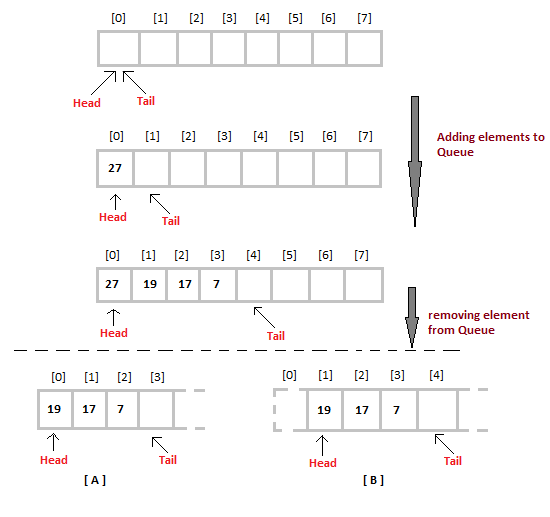 [0] [1] [2] [3] [4] [5] [6] [7]
Head Tail
Adding elements to
Queue
[0] [1] [2] [3] [4] [5] [6] [7]
27
Head Tail
[0] [1] [2] [3] [4] [5] [6] [7]
27 19 17 7
Head Tail
removing element
from Queue
[0] [1] [2] [3]
19 17 7
Head Tail
[ A ]
[0] [1] [2] [3] [4]
19 17 7
Head Tail
[ B ]